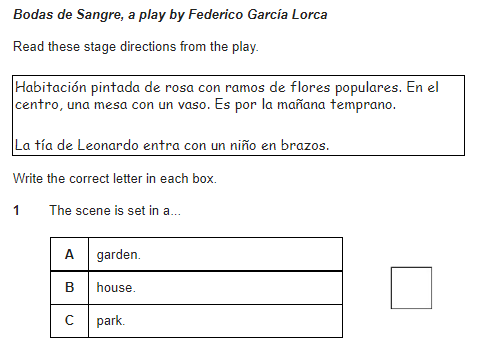 Bodas de Sangre, a play by Federico García Lorca
Read these stage directions from the play.
Habitación pintada de rosa con ramos de flores populares. En el
centro, una mesa con un vaso. Es por la mañana temprano.
La tía de Leonardo entra con un niño en brazos.
Write the correct letter in each box.
1 The scene is set in a...
A garden.
B house.
C park.